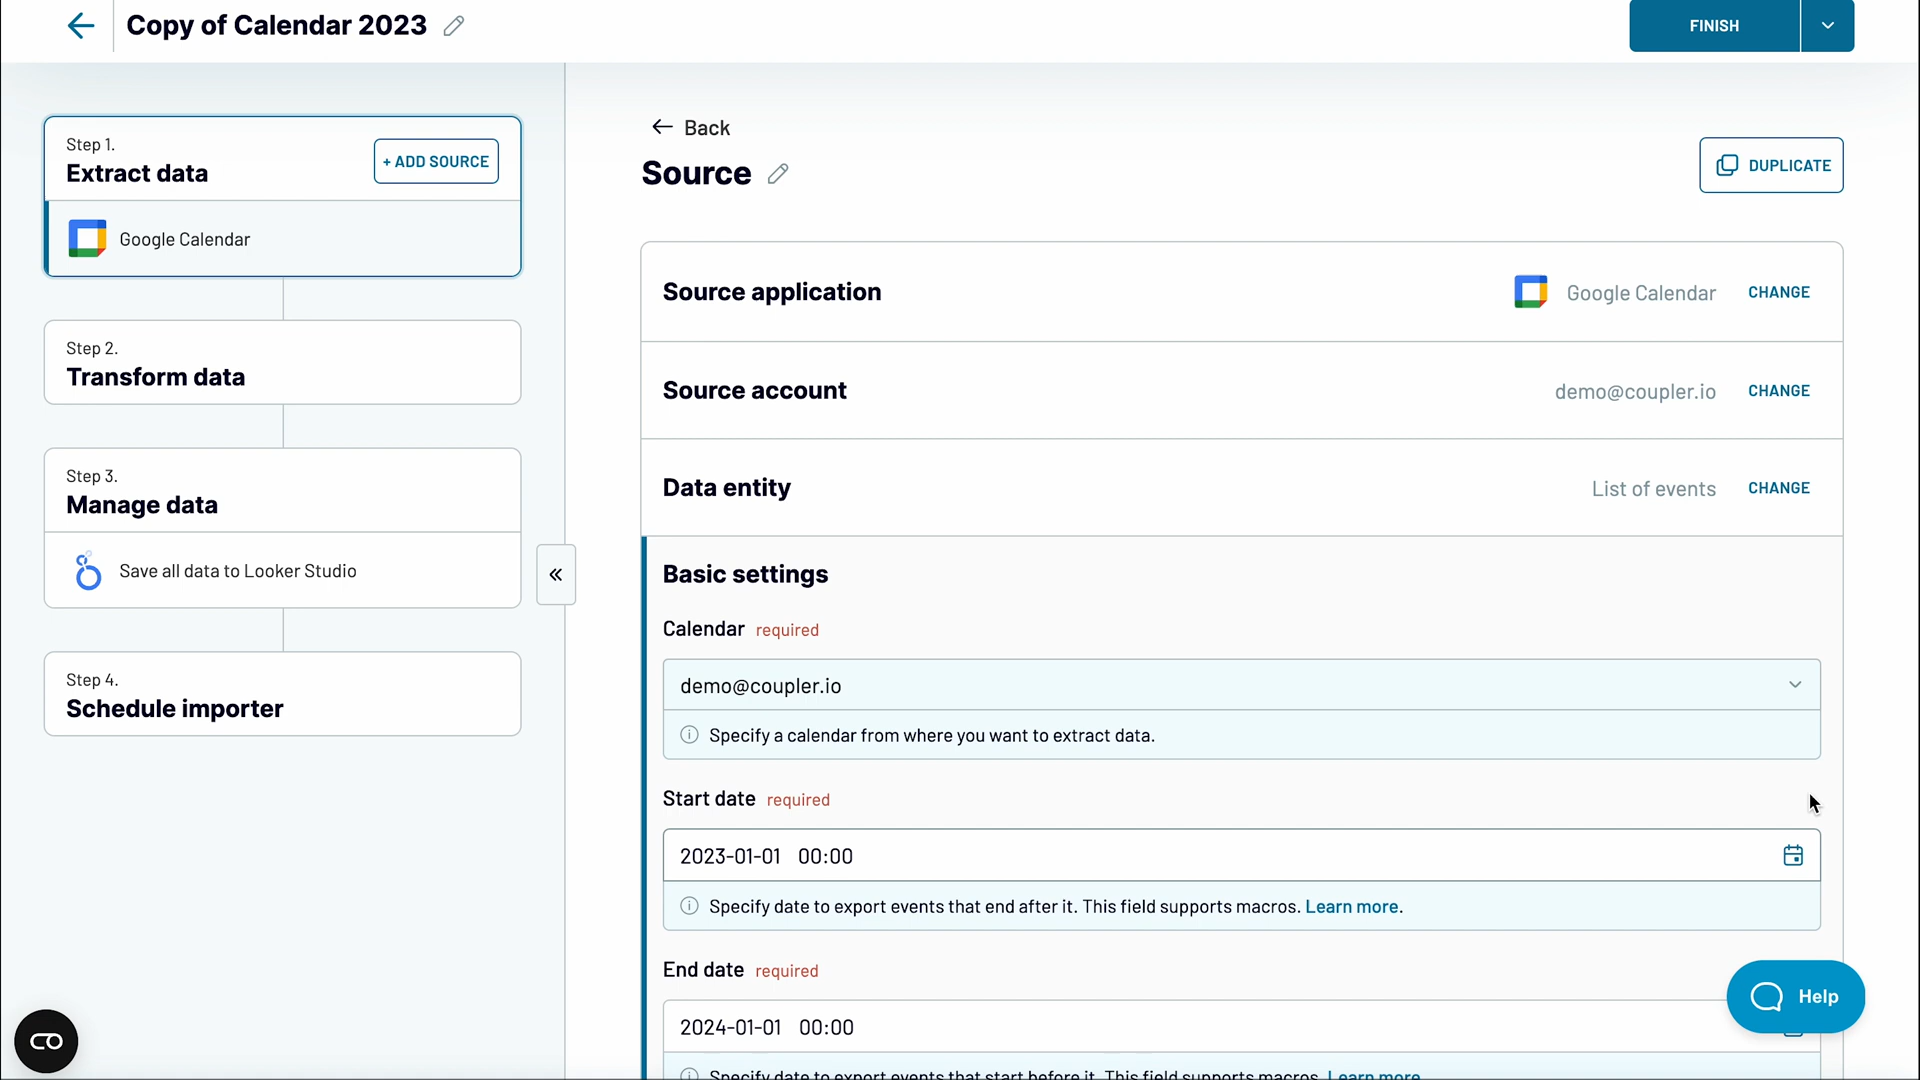 Copy of Calendar 2023
FINISH
Step 1.
Extract data
+ ADD SOURCE
Google Calendar
Step 2.
Transform data
Step 3.
Manage data
Save all data to Looker Studio
Step 4.
Schedule importer
Back
Source
DUPLICATE
Source application
Google Calendar CHANGE
Source account
demo@coupler.io CHANGE
Data entity
List of events CHANGE
Basic settings
Calendar required
demo@coupler.io
Specify a calendar from where you want to extract data.
Start date required
2023-01-01 00:00
Specify date to export events that end after it. This field supports macros. Learn more.
End date required
2024-01-01 00:00
Specify date to export events that start before it. This field supports macros. Learn more.
Help